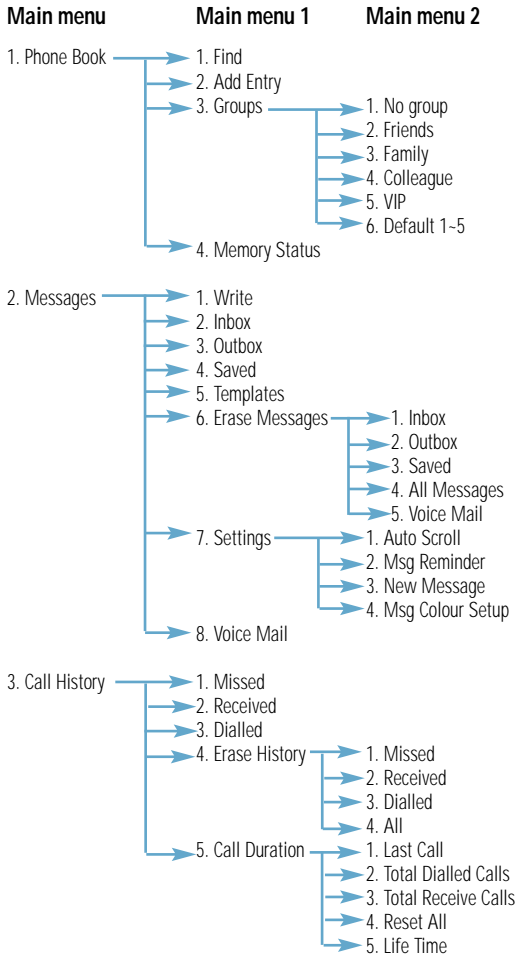 Main menu Main menu 1 Main menu 2
1. Phone Book 1. Find
2. Add Entry
3. Groups 1. No group
2. Friends
3. Family
4. Colleague
5. VIP
6. Default 1~5
4. Memory Status
2. Messages 1. Write
2. Inbox
3. Outbox
4. Saved
5. Templates
6. Erase Messages 1. Inbox
2. Outbox
3. Saved
4. All Messages
5. Voice Mail
7. Settings 1. Auto Scroll
2. Msg Reminder
3. New Message
4. Msg Colour Setup
8. Voice Mail
3. Call History 1. Missed
2. Received
3. Dialled
4. Erase History 1. Missed
2. Received
3. Dialled
4. All
5. Call Duration 1. Last Call
2. Total Dialled Calls
3. Total Receive Calls
4. Reset All
5. Life Time